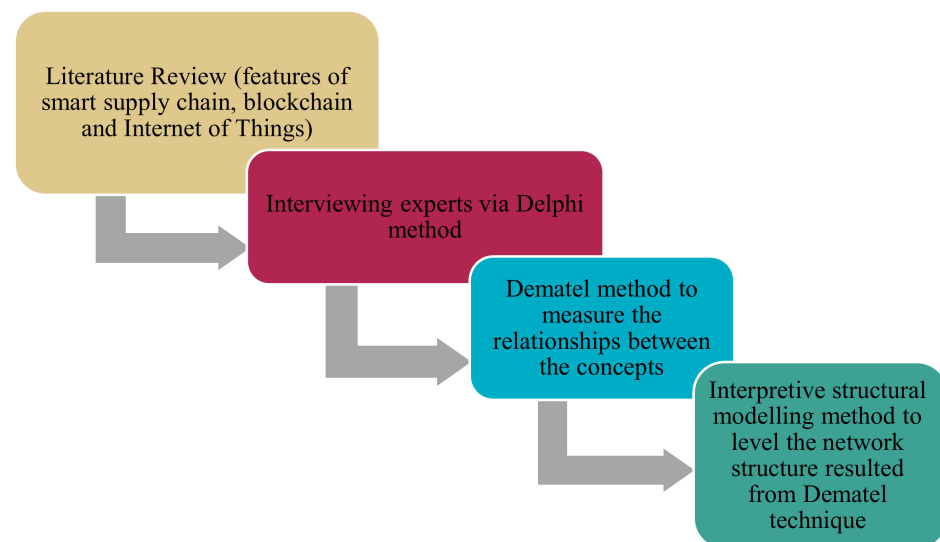 Literature Review (features of
smart supply chain, blockchain
and Internet of Things)
Interviewing experts via Delphi
method
Dematel method to
measure the
relationships between
the concepts
Interpretive structural
modelling method to
level the network
structure resulted
from Dematel
technique